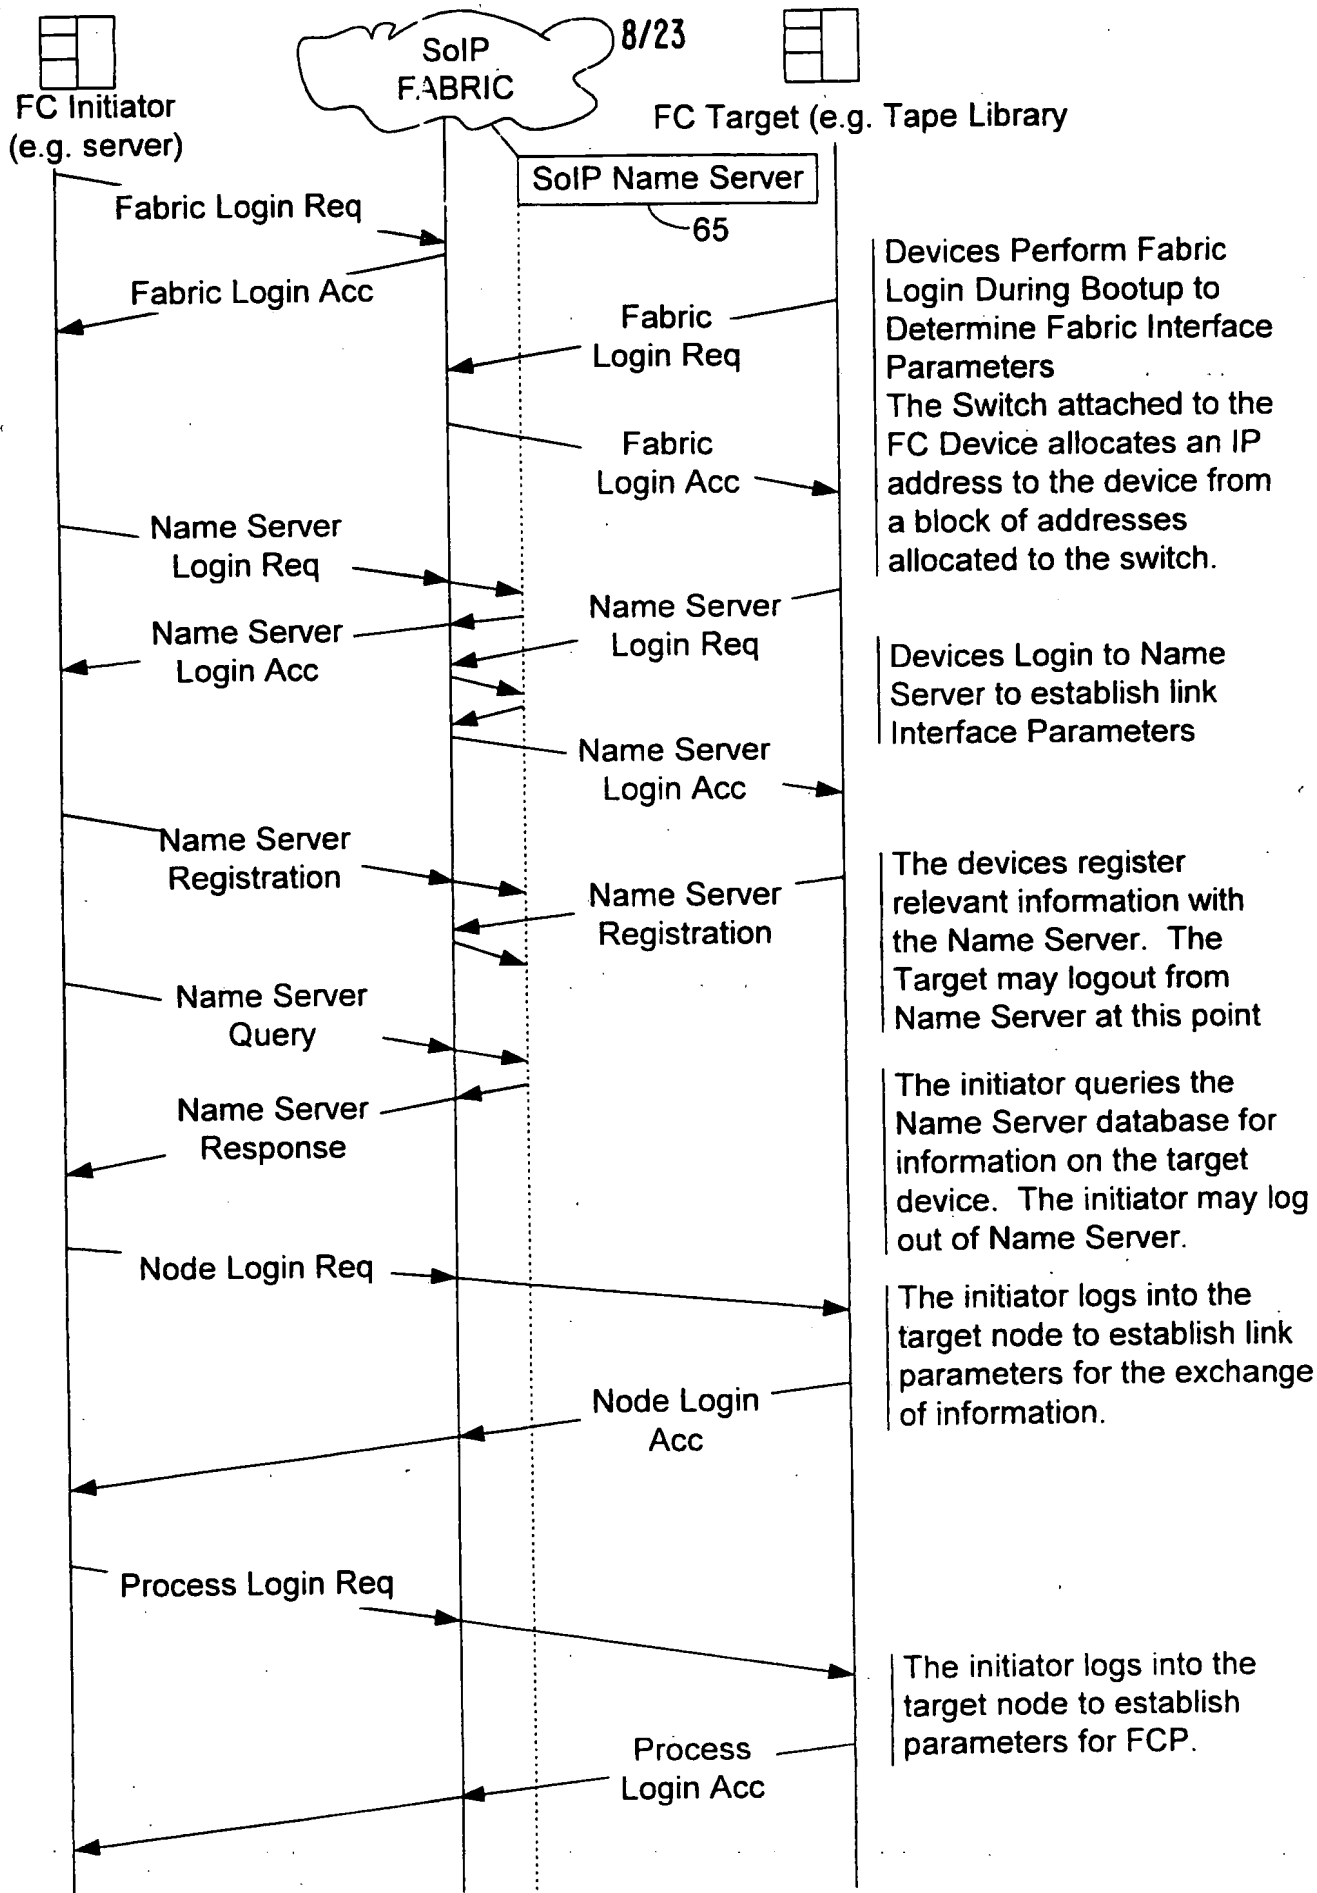 8/23
SoIP
FABRIC
FC Initiator
(e.g. server)
FC Target (e.g. Tape Library
SoIP Name Server
65
Fabric Login Req
Fabric Login Acc
Fabric
Login Req
Fabric
Login Acc
Devices Perform Fabric
Login During Bootup to
Determine Fabric Interface
Parameters
The Switch attached to the
FC Device allocates an IP
address to the device from
a block of addresses
allocated to the switch.
Name Server
Login Req
Name Server
Login Acc
Name Server
Login Req
Name Server
Login Acc
Devices Login to Name
Server to establish link
Interface Parameters
Name Server
Registration
Name Server
Registration
The devices register
relevant information with
the Name Server. The
Target may logout from
Name Server at this point
Name Server
Query
Name Server
Response
The initiator queries the
Name Server database for
information on the target
device. The initiator may log
out of Name Server.
Node Login Req
Node Login
Acc
The initiator logs into the
target node to establish link
parameters for the exchange
of information.
Process Login Req
Process
Login Acc
The initiator logs into the
target node to establish
parameters for FCP.